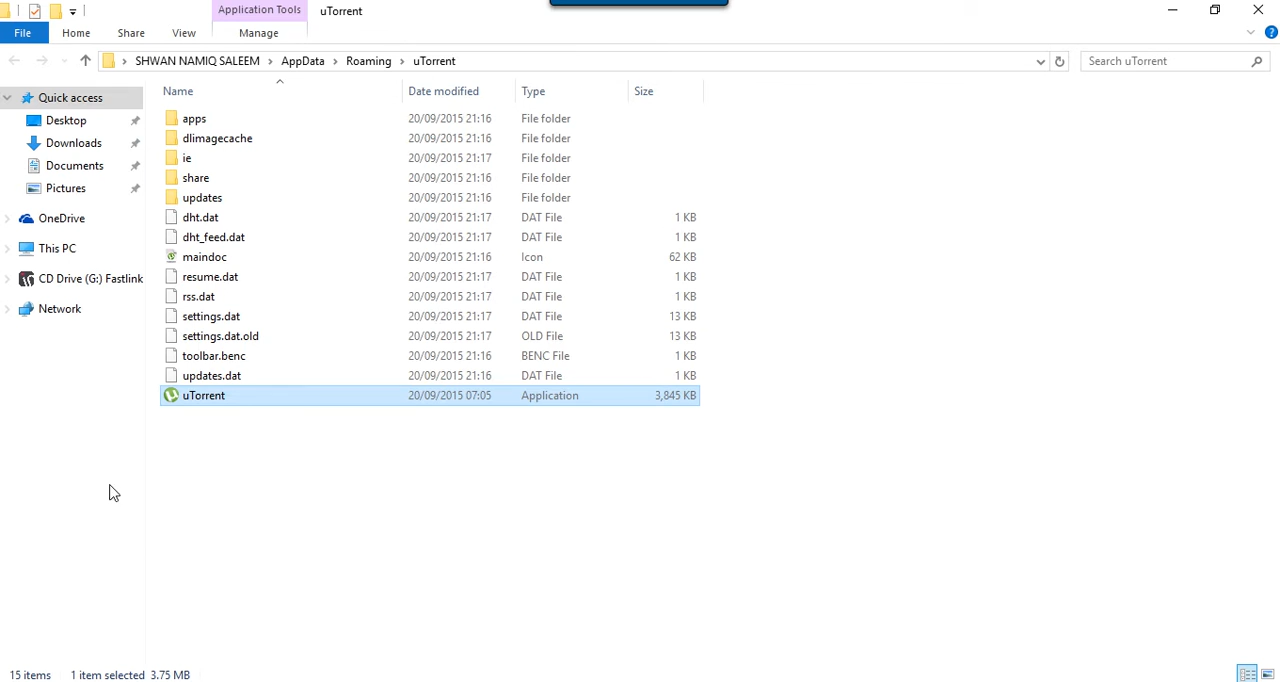 Application Tools uTorrent
File Home Share View Manage
SHWAN NAMIQ SALEEM > AppData > Roaming > uTorrent Search uTorrent
Name Date modified Type Size
Quick access
Desktop
Downloads
Documents
Pictures
OneDrive
This PC
CD Drive (G:) Fastlink
Network
apps 20/09/2015 21:16 File folder
dlimagecache 20/09/2015 21:16 File folder
ie 20/09/2015 21:17 File folder
share 20/09/2015 21:16 File folder
updates 20/09/2015 21:16 File folder
dht.dat 20/09/2015 21:17 DAT File 1 KB
dht_feed.dat 20/09/2015 21:17 DAT File 1 KB
maindoc 20/09/2015 21:16 Icon 62 KB
resume.dat 20/09/2015 21:17 DAT File 1 KB
rss.dat 20/09/2015 21:17 DAT File 1 KB
settings.dat 20/09/2015 21:17 DAT File 13 KB
settings.dat.old 20/09/2015 21:17 OLD File 13 KB
toolbar.benc 20/09/2015 21:16 BENC File 1 KB
updates.dat 20/09/2015 21:16 DAT File 1 KB
uTorrent 20/09/2015 07:05 Application 3,845 KB
15 items 1 item selected 3.75 MB